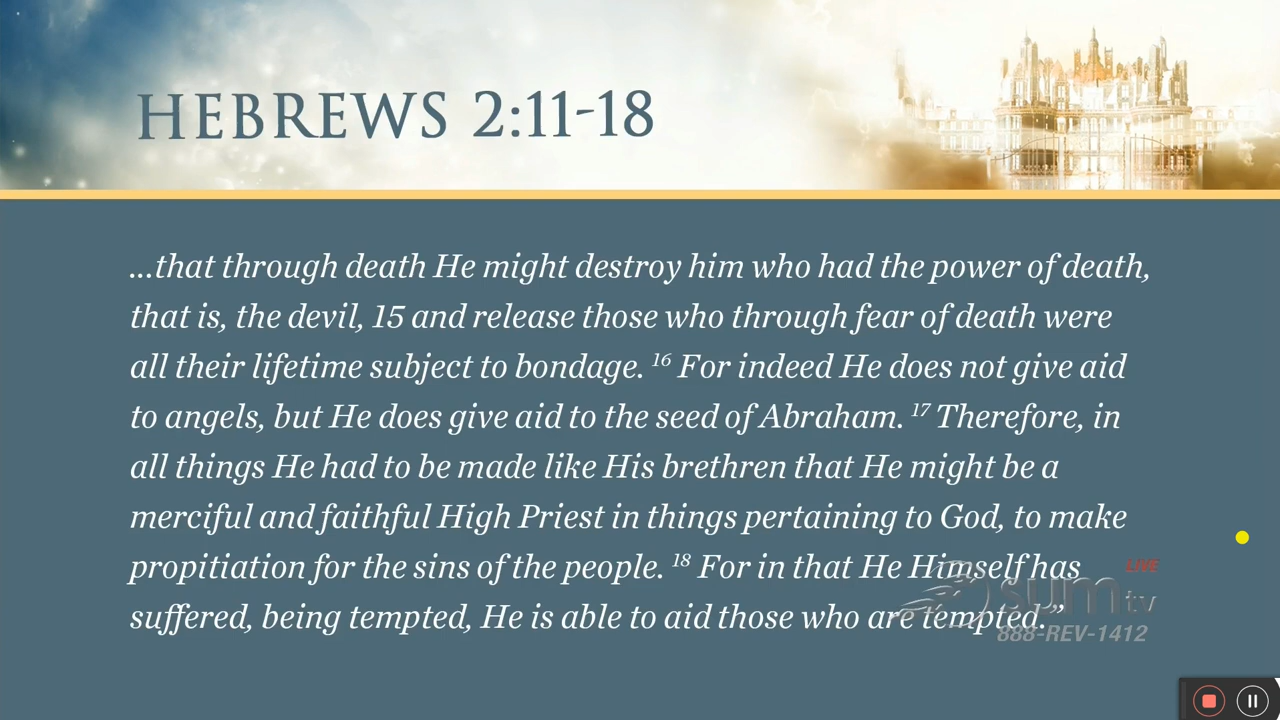 HEBREWS 2:11-18
...that through death He might destroy him who had the power of death,
that is, the devil, 15 and release those who through fear of death were
all their lifetime subject to bondage. 16 For indeed He does not give aid
to angels, but He does give aid to the seed of Abraham. 17 Therefore, in
all things He had to be made like His brethren that He might be a
merciful and faithful High Priest in things pertaining to God, to make
propitiation for the sins of the people. 18 For in that He Himself has
suffered, being tempted, He is able to aid those who are tempted.”
LIVE
sumtv
888-REV-1412